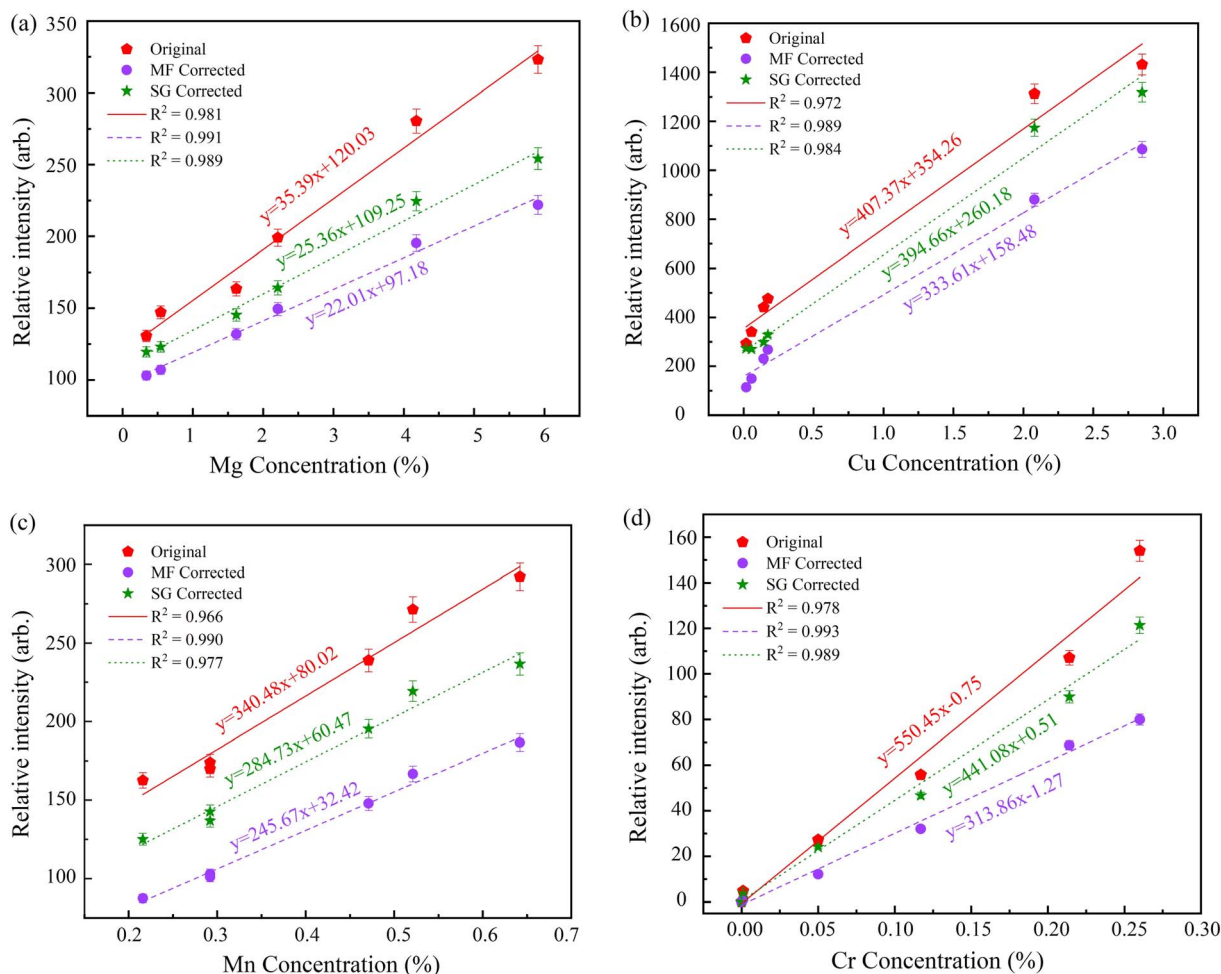 (a)
350
300
250
200
150
100
Relative intensity (arb.)
Original
MF Corrected
SG Corrected
R² = 0.981
R² = 0.991
R² = 0.989
y=35.39x+120.03
y=25.36x+109.25
y=22.01x+97.18
0 1 2 3 4 5 6
Mg Concentration (%)
(b)
1600
1400
1200
1000
800
600
400
200
0
Relative intensity (arb.)
Original
MF Corrected
SG Corrected
R² = 0.972
R² = 0.989
R² = 0.984
y=407.37x+354.26
y=394.66x+260.18
y=333.61x+158.48
0.0 0.5 1.0 1.5 2.0 2.5 3.0
Cu Concentration (%)
(c)
300
250
200
150
100
Relative intensity (arb.)
Original
MF Corrected
SG Corrected
R² = 0.966
R² = 0.990
R² = 0.977
y=340.48x+80.02
y=284.73x+60.47
y=245.67x+32.42
0.2 0.3 0.4 0.5 0.6 0.7
Mn Concentration (%)
(d)
160
140
120
100
80
60
40
20
0
Relative intensity (arb.)
Original
MF Corrected
SG Corrected
R² = 0.978
R² = 0.993
R² = 0.989
y=550.45x-0.75
y=441.08x+0.51
y=313.86x-1.27
0.00 0.05 0.10 0.15 0.20 0.25 0.30
Cr Concentration (%)